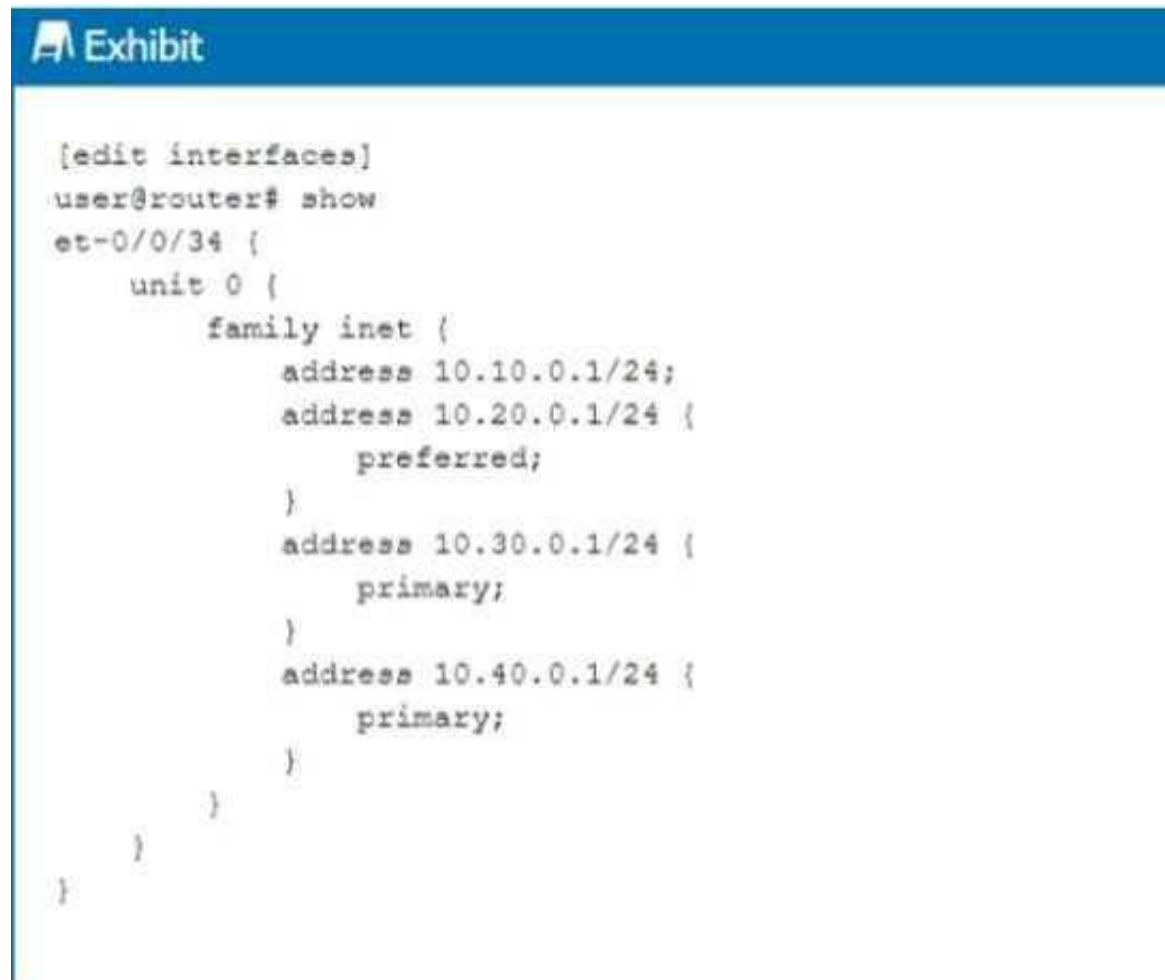 Exhibit
[edit interfaces]
user@router# show
et-0/0/34 {
    unit 0 {
        family inet {
            address 10.10.0.1/24;
            address 10.20.0.1/24 {
                preferred;
            }
            address 10.30.0.1/24 {
                primary;
            }
            address 10.40.0.1/24 {
                primary;
            }
        }
    }
}